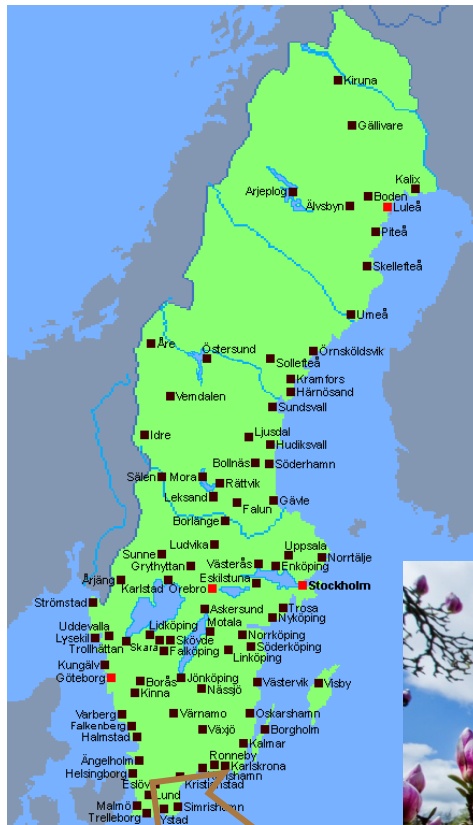 Kiruna
Gällivare
Kalix
Arjeplog
Boden
Älvsbyn
Luleå
Piteå
Skellefteå
Umeå
Åre
Östersund
Örnsköldsvik
Sollefteå
Kramfors
Vemdalen
Härnösand
Sundsvall
Idre
Ljusdal
Hudiksvall
Bollnäs
Söderhamn
Sälen
Mora
Rättvik
Leksand
Falun
Gävle
Borlänge
Ludvika
Sunne
Uppsala
Norrtälje
Grythyttan
Västerås
Enköping
Årjäng
Karlstad
Örebro
Eskilstuna
Stockholm
Strömstad
Askersund
Trosa
Nyköping
Uddevalla
Lidköping
Motala
Lysekil
Norrköping
Trollhättan
Skara
Skövde
Söderköping
Falköping
Linköping
Kungälv
Göteborg
Borås
Jönköping
Västervik
Visby
Kinna
Nässjö
Varberg
Värnamo
Oskarshamn
Falkenberg
Halmstad
Växjö
Borgholm
Kalmar
Ängelholm
Ronneby
Karlskrona
Helsingborg
Kristianstad
Eslöv
Lund
Malmö
Simrishamn
Trelleborg
Ystad